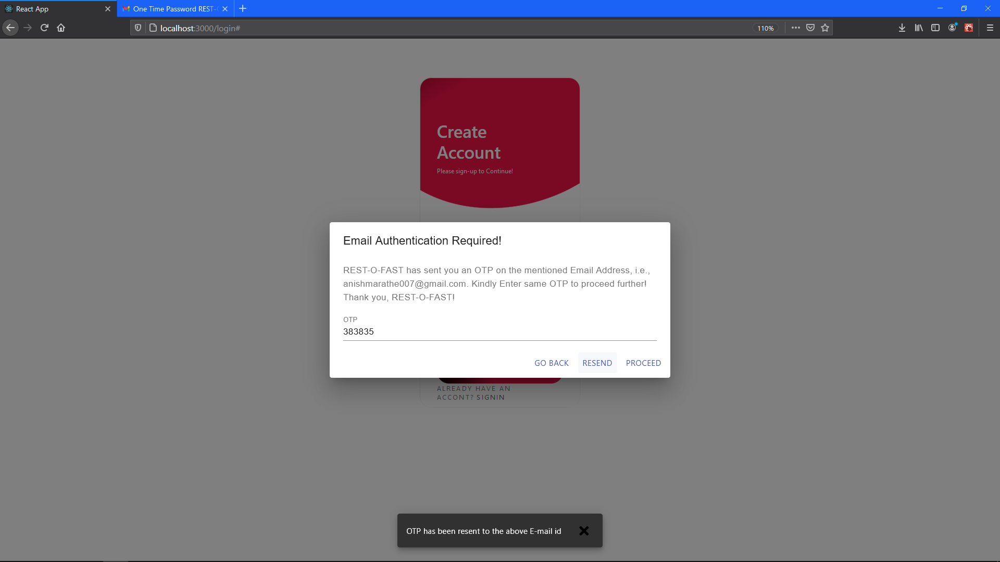 React App
One Time Password REST-
localhost:3000/login#
110%
Create
Account
Please sign-up to Continue!
Email Authentication Required!
REST-O-FAST has sent you an OTP on the mentioned Email Address, i.e.,
anishmarathe007@gmail.com. Kindly Enter same OTP to proceed further!
Thank you, REST-O-FAST!
OTP
383835
GO BACK
RESEND
PROCEED
ALREADY HAVE AN
ACCONT? SIGNIN
OTP has been resent to the above E-mail id